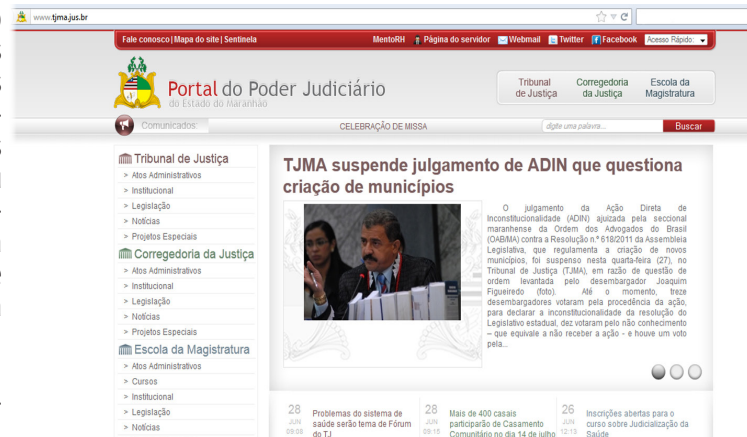 www.tjma.jus.br
Fale conosco | Mapa do site | Sentinela
MentoRH Página do servidor Webmail Twitter Facebook Acesso Rápido:
Portal do Poder Judiciário
do Estado do Maranhão
Tribunal de Justiça
Corregedoria da Justiça
Escola da Magistratura
Comunicados: CELEBRAÇÃO DE MISSA digite uma palavra... Buscar
Tribunal de Justiça
> Atos Administrativos
> Institucional
> Legislação
> Notícias
> Projetos Especiais
Corregedoria da Justiça
> Atos Administrativos
> Institucional
> Legislação
> Notícias
> Projetos Especiais
Escola da Magistratura
> Atos Administrativos
> Cursos
> Institucional
> Legislação
> Notícias
TJMA suspende julgamento de ADIN que questiona
criação de municípios
O julgamento da Ação Direta de
Inconstitucionalidade (ADIN) ajuizada pela seccional
maranhense da Ordem dos Advogados do Brasil
(OAB/MA) contra a Resolução n.º 618/2011 da Assembleia
Legislativa, que regulamenta a criação de novos
municípios, foi suspenso nesta quarta-feira (27), no
Tribunal de Justiça (TJMA), em razão de questão de
ordem levantada pelo desembargador Joaquim
Figueiredo (foto). Até o momento, treze
desembargadores votaram pela procedência da ação,
para declarar a inconstitucionalidade da resolução do
Legislativo estadual, dez votaram pelo não conhecimento
– que equivale a não receber a ação - e houve um voto
pela...
28
JUN
09:08
Problemas do sistema de
saúde serão tema de Fórum
do TJ
28
JUN
09:15
Mais de 400 casais
participarão de Casamento
Comunitário no dia 14 de julho
26
JUN
12:13
Inscrições abertas para o
curso sobre Judicialização da
Saúde